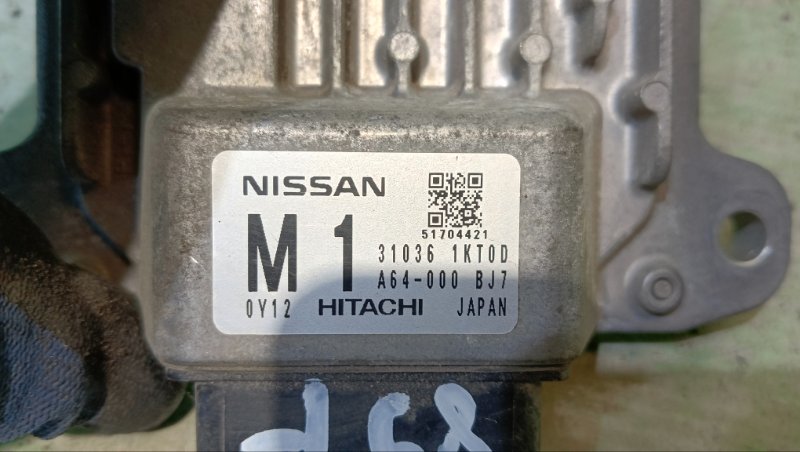 NISSAN
51704421
M 1
31036 1KT0D
A64-000 BJ7
0Y12 HITACHI JAPAN